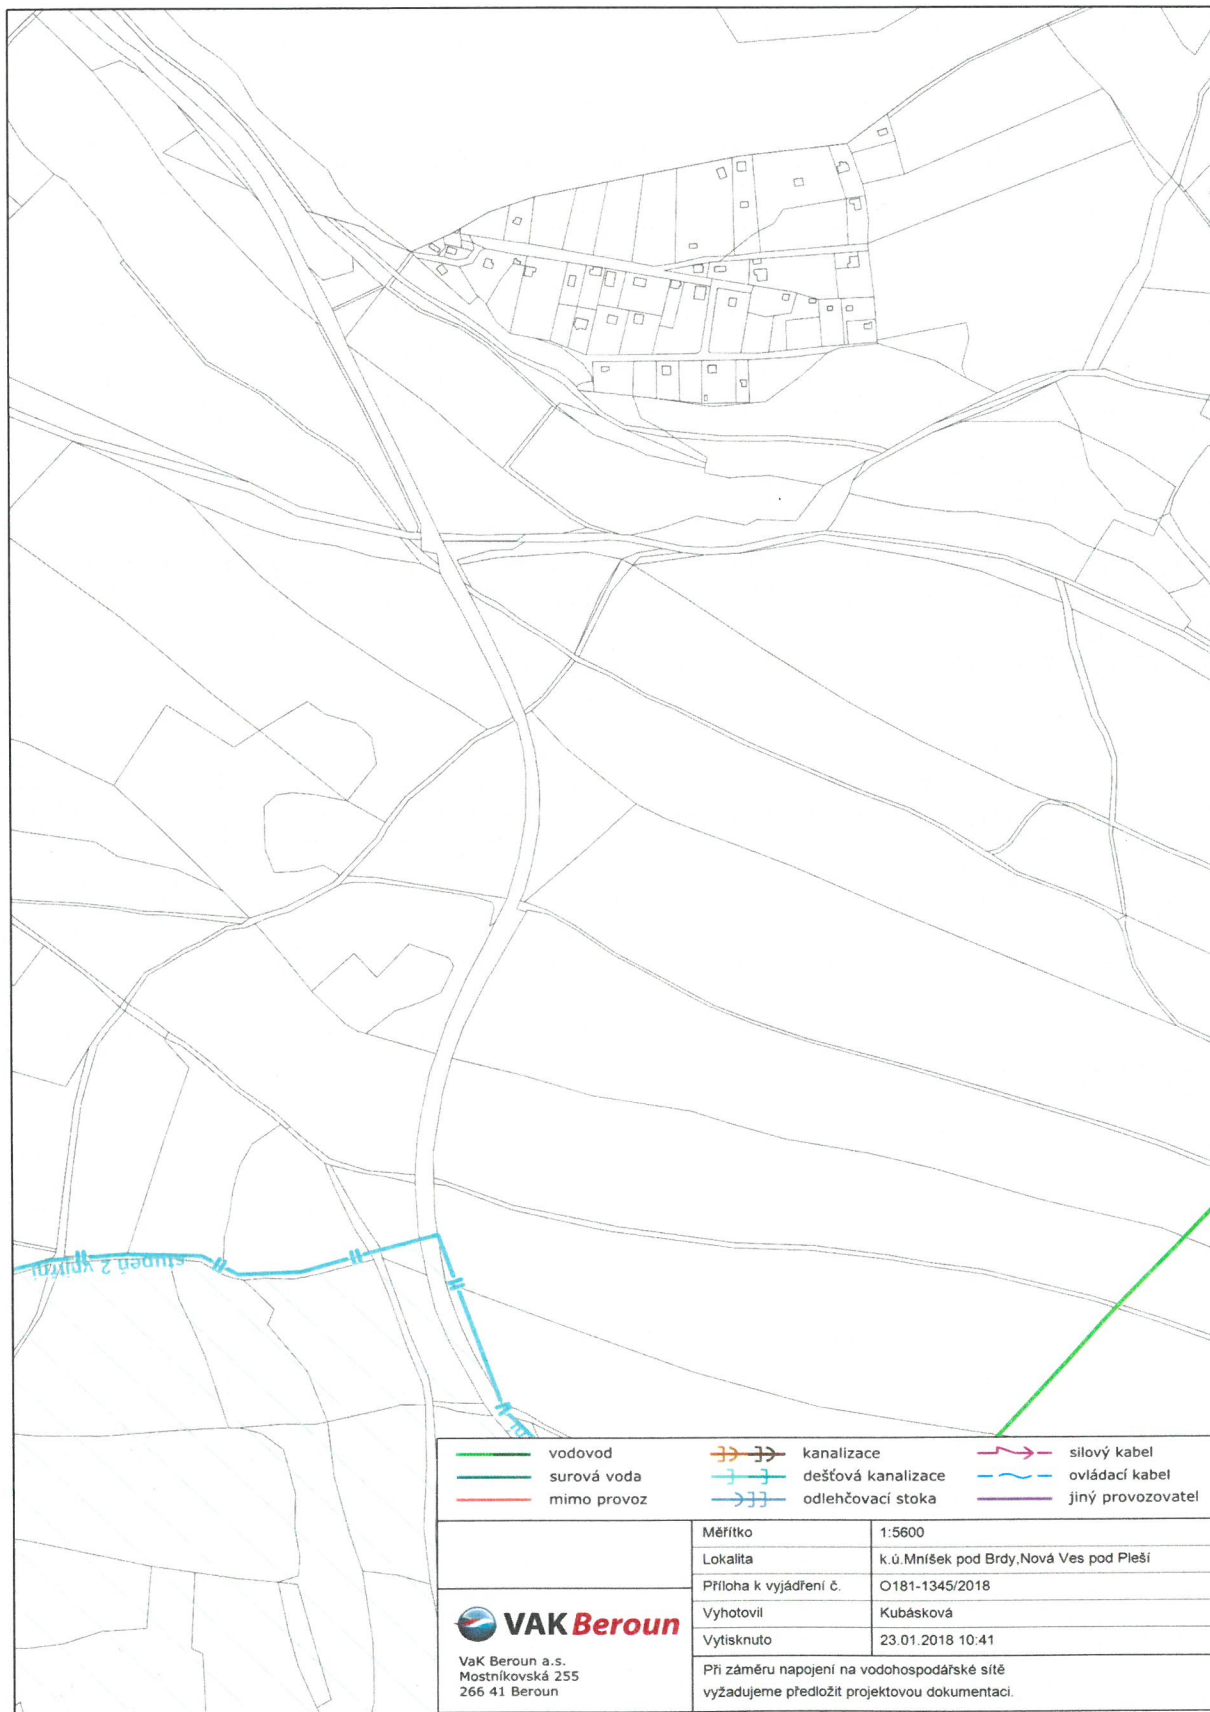 stupeň 2 vnitřní
vodovod
surová voda
mimo provoz
kanalizace
dešťová kanalizace
odlehčovací stoka
silový kabel
ovládací kabel
jiný provozovatel
Měřítko 1:5600
Lokalita k.ú.Mníšek pod Brdy,Nová Ves pod Pleší
Příloha k vyjádření č. O181-1345/2018
Vyhotovil Kubásková
Vytisknuto 23.01.2018 10:41
VAK Beroun
VaK Beroun a.s.
Mostníkovská 255
266 41 Beroun
Při záměru napojení na vodohospodářské sítě
vyžadujeme předložit projektovou dokumentaci.